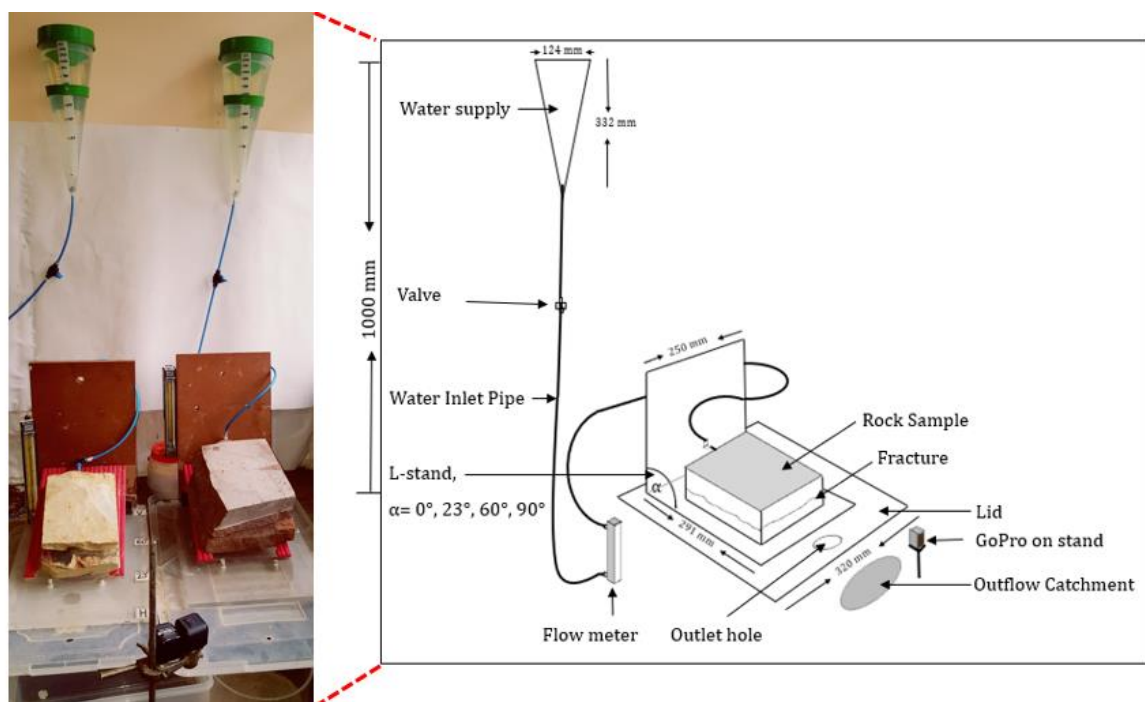 124 mm
Water supply
332 mm
1000 mm
Valve
250 mm
Water Inlet Pipe
Rock Sample
Fracture
L-stand,
α
α= 0°, 23°, 60°, 90°
Lid
291 mm
GoPro on stand
320 mm
Outflow Catchment
Flow meter
Outlet hole